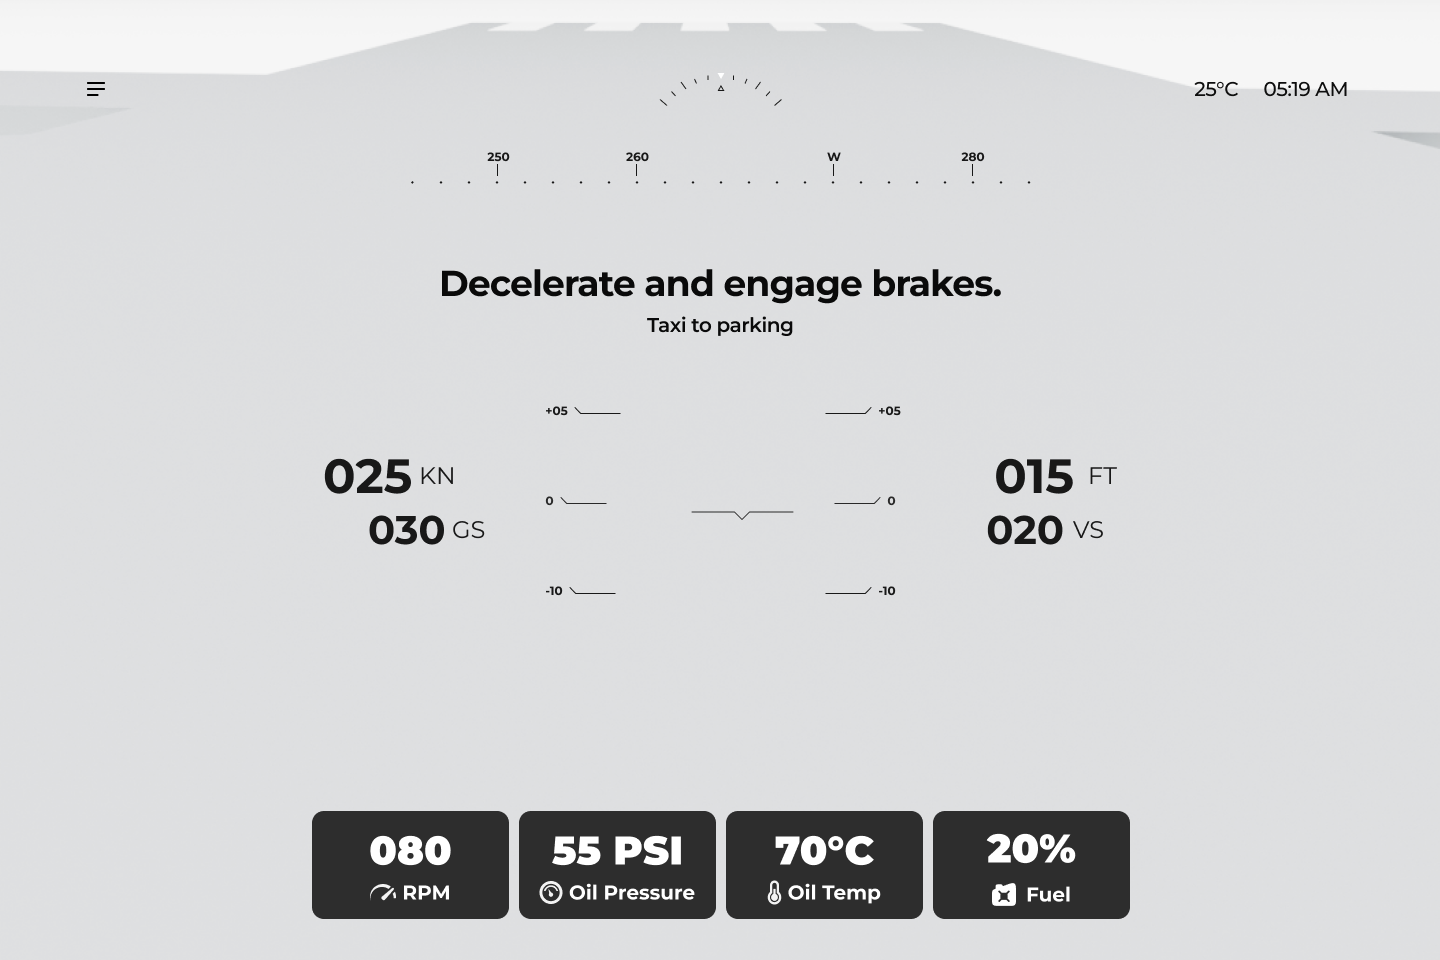 25°C 05:19 AM
250 260 W 280
Decelerate and engage brakes.
Taxi to parking
+05 +05
025 KN 015 FT
0 0
030 GS 020 VS
-10 -10
080 55 PSI 70°C 20%
RPM Oil Pressure Oil Temp Fuel